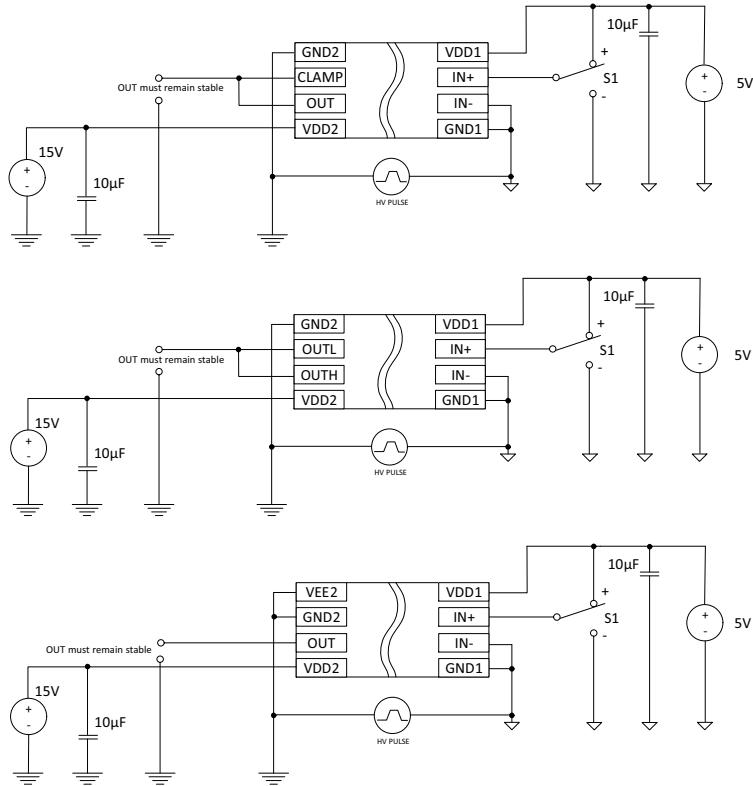 10µF
GND2 VDD1
+
CLAMP IN+
S1
5V
OUT must remain stable
OUT IN-
-
VDD2 GND1
15V
+
-
10µF
HV PULSE
+
-
10µF
GND2 VDD1
+
OUTL IN+
S1
5V
OUT must remain stable
OUTH IN-
-
VDD2 GND1
15V
+
-
10µF
HV PULSE
+
-
10µF
VEE2 VDD1
+
GND2 IN+
S1
5V
OUT must remain stable
OUT IN-
-
VDD2 GND1
15V
+
-
10µF
HV PULSE
+
-